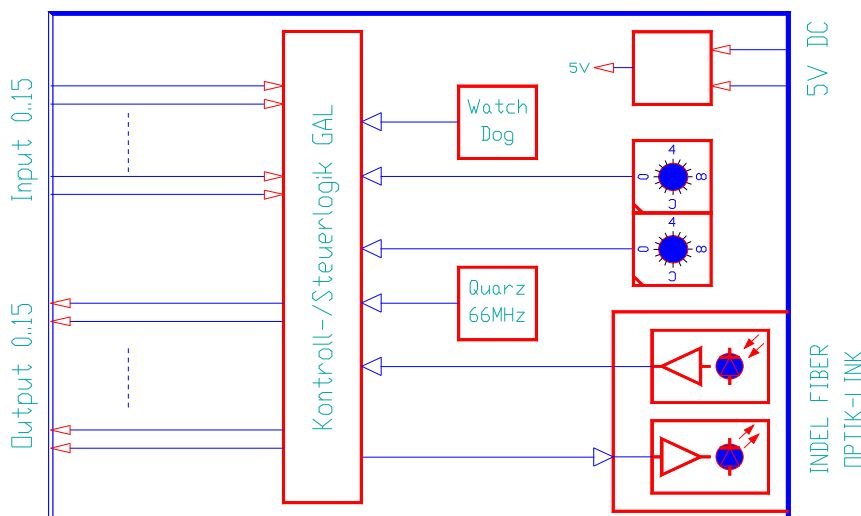 Input 0..15
Output 0..15
Kontroll-/Steuerlogik GAL
Watch
Dog
Quarz
66MHz
5V
4
0
8
C
4
0
8
C
5V DC
INDEL FIBER
OPTIK-LINK